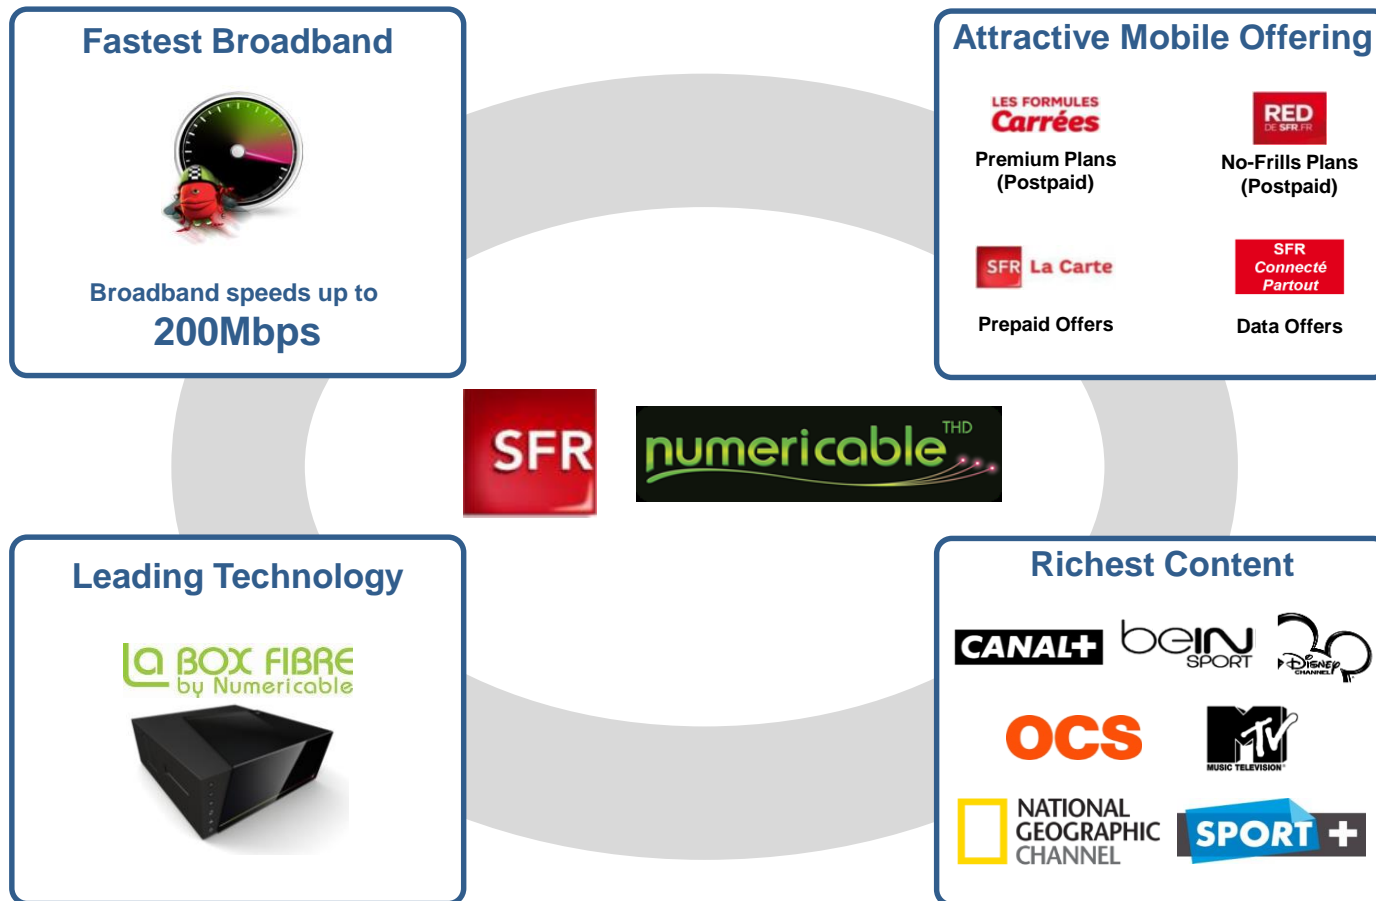 Fastest Broadband
Broadband speeds up to
200Mbps
Attractive Mobile Offering
LES FORMULES
Carrées
Premium Plans
(Postpaid)
RED
DE SFR.FR
No-Frills Plans
(Postpaid)
SFR La Carte
Prepaid Offers
SFR
Connecté
Partout
Data Offers
SFR
numericable THD
Leading Technology
La BOX FIBRE
by Numericable
Richest Content
CANAL+
beIN
SPORT
Disney
CHANNEL
OCS
MTV
MUSIC TELEVISION
NATIONAL
GEOGRAPHIC
CHANNEL
SPORT +